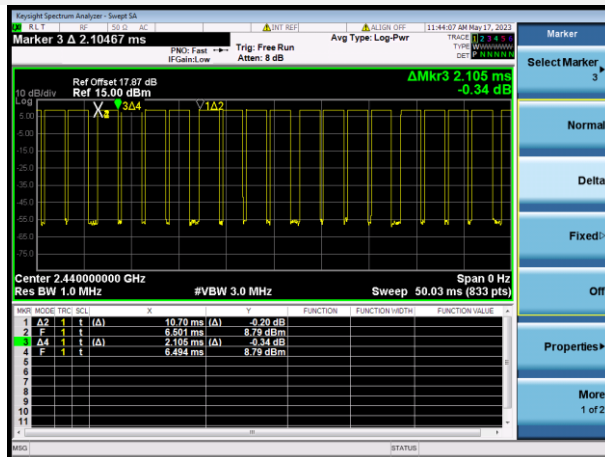 Keysight Spectrum Analyzer - Swept SA
R L T RF 50 Ω AC INT REF ALIGN OFF 11:44:07 AM May 17, 2023
Marker 3 Δ 2.10467 ms
PNO: Fast Trig: Free Run Avg Type: Log-Pwr TRACE 1 2 3 4 5 6
IFGain:Low Atten: 8 dB TYPE WWWWWW
DET P NNNNN
Ref Offset 17.87 dB ΔMkr3 2.105 ms
10 dB/div Ref 15.00 dBm -0.34 dB
Log
X 3Δ4 1Δ2
5.00
-5.00
-15.0
-25.0
-35.0
-45.0
-55.0
-65.0
-75.0
Center 2.440000000 GHz Span 0 Hz
Res BW 1.0 MHz #VBW 3.0 MHz Sweep 50.03 ms (833 pts)
MKR MODE TRC SCL X Y FUNCTION FUNCTION WIDTH FUNCTION VALUE
1 Δ2 1 t (Δ) 10.70 ms (Δ) -0.20 dB
2 F 1 t 6.501 ms 8.79 dBm
3 Δ4 1 t (Δ) 2.105 ms (Δ) -0.34 dB
4 F 1 t 6.494 ms 8.79 dBm
5
6
7
8
9
10
11
MSG STATUS
Marker
Select Marker
3
Normal
Delta
Fixed
Off
Properties
More
1 of 2